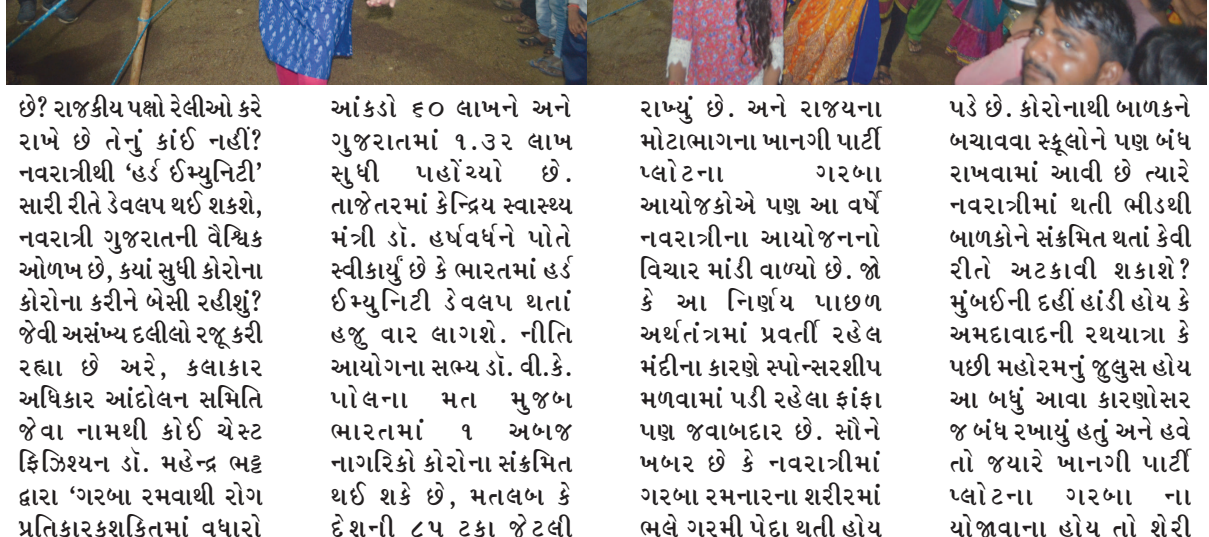 છે? રાજકીય પક્ષો રેલીઓ કરે
રાખે છે તેનું કાંઈ નહીં?
નવરાત્રીથી ‘હર્ડ ઈમ્યુનિટી’
સારી રીતે ડેવલપ થઈ શકશે,
નવરાત્રી ગુજરાતની વૈશ્વિક
ઓળખ છે, કયાં સુધી કોરોના
કોરોના કરીને બેસી રહીશું?
જેવી અસંખ્ય દલીલો રજૂ કરી
રહ્યા છે અરે, કલાકાર
અધિકાર આંદોલન સમિતિ
જેવા નામથી કોઈ ચેસ્ટ
ફિઝિશ્યન ડૉ. મહેન્દ્ર ભટ્ટ
દ્વારા ‘ગરબા રમવાથી રોગ
પ્રતિકારકશકિતમાં વધારો
આંકડો ૬૦ લાખને અને
ગુજરાતમાં ૧.૩૨ લાખ
સુધી પહોંચ્યો છે.
તાજેતરમાં કેન્દ્રિય સ્વાસ્થ્ય
મંત્રી ડૉ. હર્ષવર્ધને પોતે
સ્વીકાર્યું છે કે ભારતમાં હર્ડ
ઈમ્યુનિટી ડેવલપ થતાં
હજુ વાર લાગશે. નીતિ
આયોગના સભ્ય ડૉ. વી.કે.
પોલના મત મુજબ
ભારતમાં ૧ અબજ
નાગરિકો કોરોના સંક્રમિત
થઈ શકે છે, મતલબ કે
દેશની ૮૫ ટકા જેટલી
રાખ્યું છે. અને રાજયના
મોટાભાગના ખાનગી પાર્ટી
પ્લોટના ગરબા
આયોજકોએ પણ આ વર્ષે
નવરાત્રીના આયોજનનો
વિચાર માંડી વાળ્યો છે. જો
કે આ નિર્ણય પાછળ
અર્થતંત્રમાં પ્રવર્તી રહેલ
મંદીના કારણે સ્પોન્સરશીપ
મળવામાં પડી રહેલા ફાંફા
પણ જવાબદાર છે. સૌને
ખબર છે કે નવરાત્રીમાં
ગરબા રમનારના શરીરમાં
ભલે ગરમી પેદા થતી હોય
પડે છે. કોરોનાથી બાળકને
બચાવવા સ્કૂલોને પણ બંધ
રાખવામાં આવી છે ત્યારે
નવરાત્રીમાં થતી ભીડથી
બાળકોને સંક્રમિત થતાં કેવી
રીતે અટકાવી શકાશે?
મુંબઈની દહીં હાંડી હોય કે
અમદાવાદની રથયાત્રા કે
પછી મહોરમનું જુલુસ હોય
આ બધું આવા કારણોસર
જ બંધ રખાયું હતું અને હવે
તો જયારે ખાનગી પાર્ટી
પ્લોટના ગરબા ના
યોજાવાના હોય તો શેરી